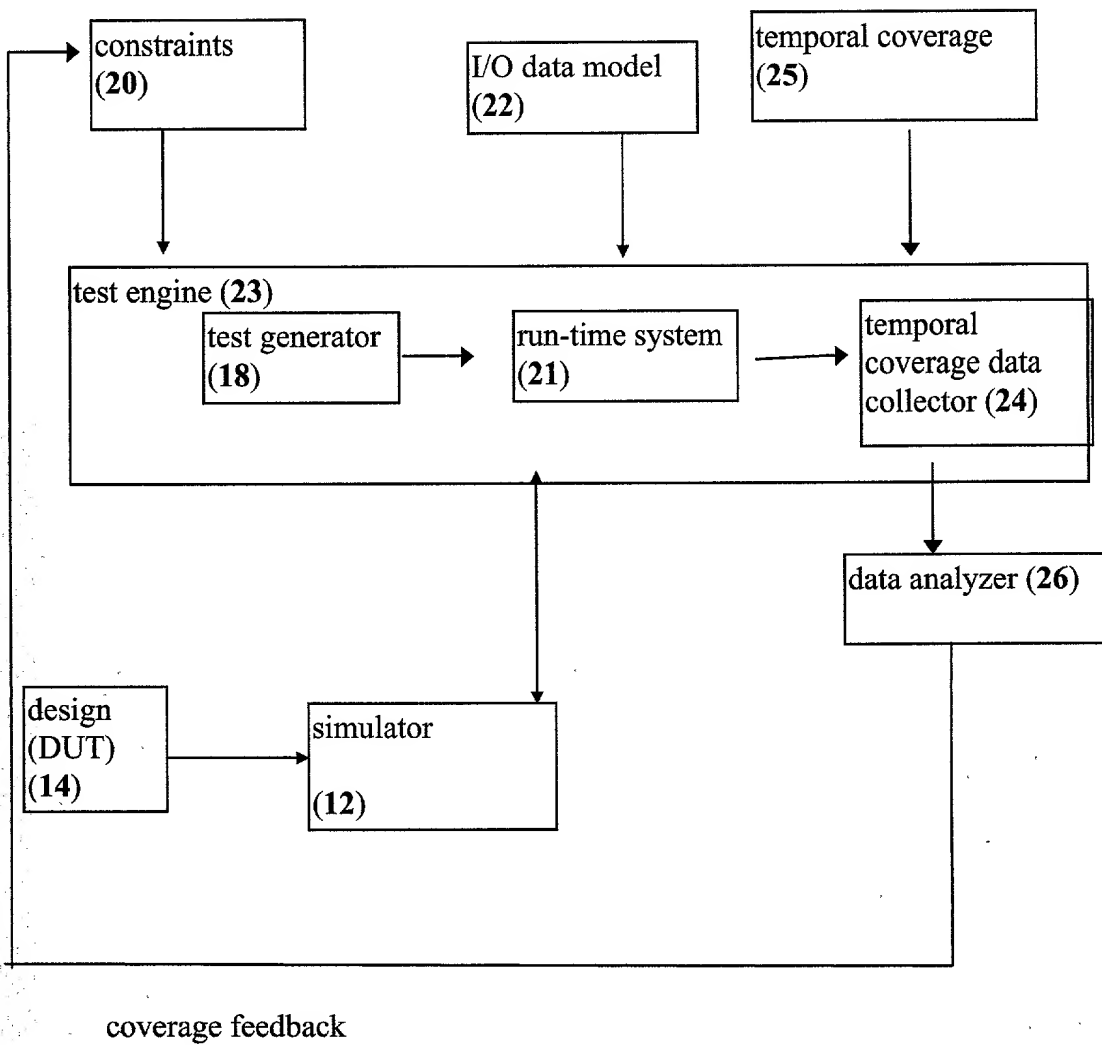 constraints
(20)
I/O data model
(22)
temporal coverage
(25)
test engine (23)
test generator
(18)
run-time system
(21)
temporal
coverage data
collector (24)
data analyzer (26)
design
(DUT)
(14)
simulator
(12)
coverage feedback